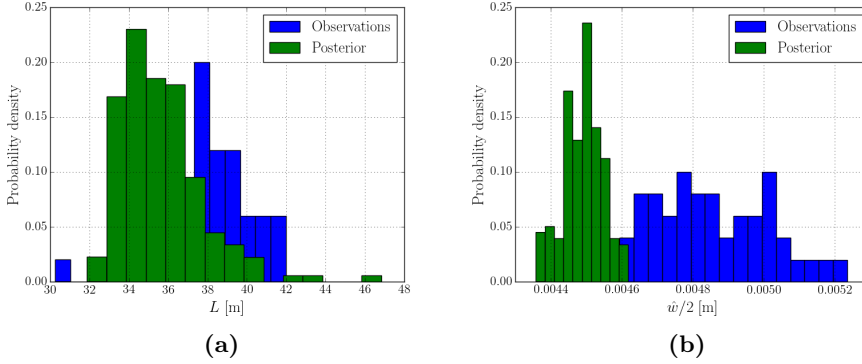 0.25
0.20
0.15
0.10
0.05
0.00
Probability density
30 32 34 36 38 40 42 44 46 48
L [m]
Observations
Posterior
(a)
0.25
0.20
0.15
0.10
0.05
0.00
Probability density
0.0044 0.0046 0.0048 0.0050 0.0052
ŵ/2 [m]
Observations
Posterior
(b)